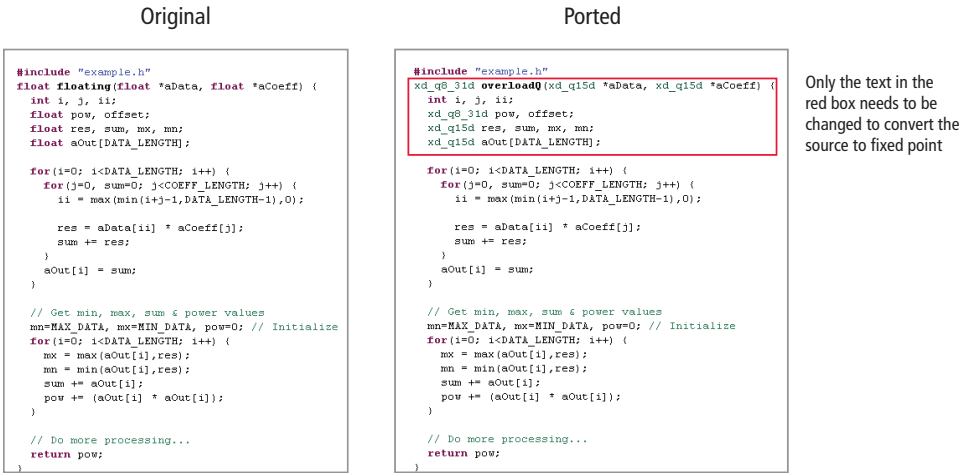 Original
#include "example.h"
float floating(float *aData, float *aCoeff) {
int i, j, ii;
float pow, offset;
float res, sum, mx, mn;
float aOut[DATA_LENGTH];
for(i=0; i<DATA_LENGTH; i++) {
for(j=0, sum=0; j<COEFF_LENGTH; j++) {
ii = max(min(i+j-1,DATA_LENGTH-1),0);
res = aData[ii] * aCoeff[j];
sum += res;
}
aOut[i] = sum;
}
// Get min, max, sum & power values
mn=MAX_DATA, mx=MIN_DATA, pow=0; // Initialize
for(i=0; i<DATA_LENGTH; i++) {
mx = max(aOut[i],res);
mn = min(aOut[i],res);
sum += aOut[i];
pow += (aOut[i] * aOut[i]);
}
// Do more processing...
return pow;
}
Ported
#include "example.h"
xd_q8_31d overloadQ(xd_q15d *aData, xd_q15d *aCoeff) {
int i, j, ii;
xd_q8_31d pow, offset;
xd_q15d res, sum, mx, mn;
xd_q15d aOut[DATA_LENGTH];
for(i=0; i<DATA_LENGTH; i++) {
for(j=0, sum=0; j<COEFF_LENGTH; j++) {
ii = max(min(i+j-1,DATA_LENGTH-1),0);
res = aData[ii] * aCoeff[j];
sum += res;
}
aOut[i] = sum;
}
// Get min, max, sum & power values
mn=MAX_DATA, mx=MIN_DATA, pow=0; // Initialize
for(i=0; i<DATA_LENGTH; i++) {
mx = max(aOut[i],res);
mn = min(aOut[i],res);
sum += aOut[i];
pow += (aOut[i] * aOut[i]);
}
// Do more processing...
return pow;
}
Only the text in the
red box needs to be
changed to convert the
source to fixed point